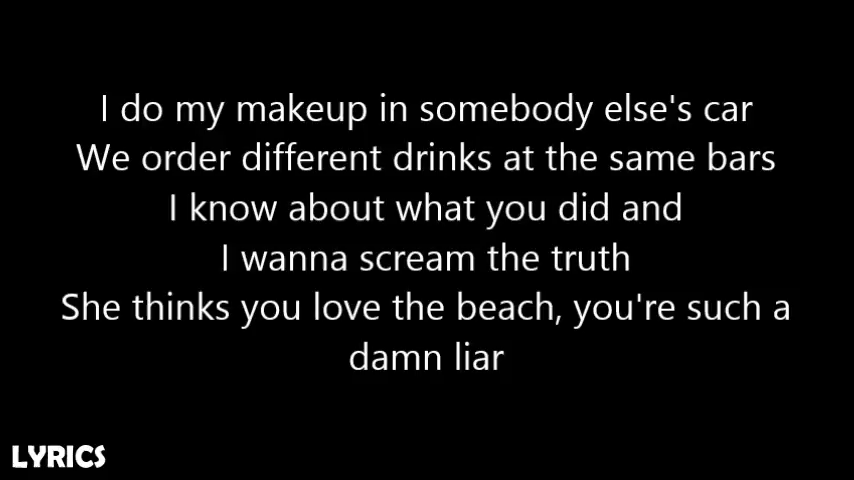 I do my makeup in somebody else's car
We order different drinks at the same bars
I know about what you did and
I wanna scream the truth
She thinks you love the beach, you're such a
damn liar
LYRICS